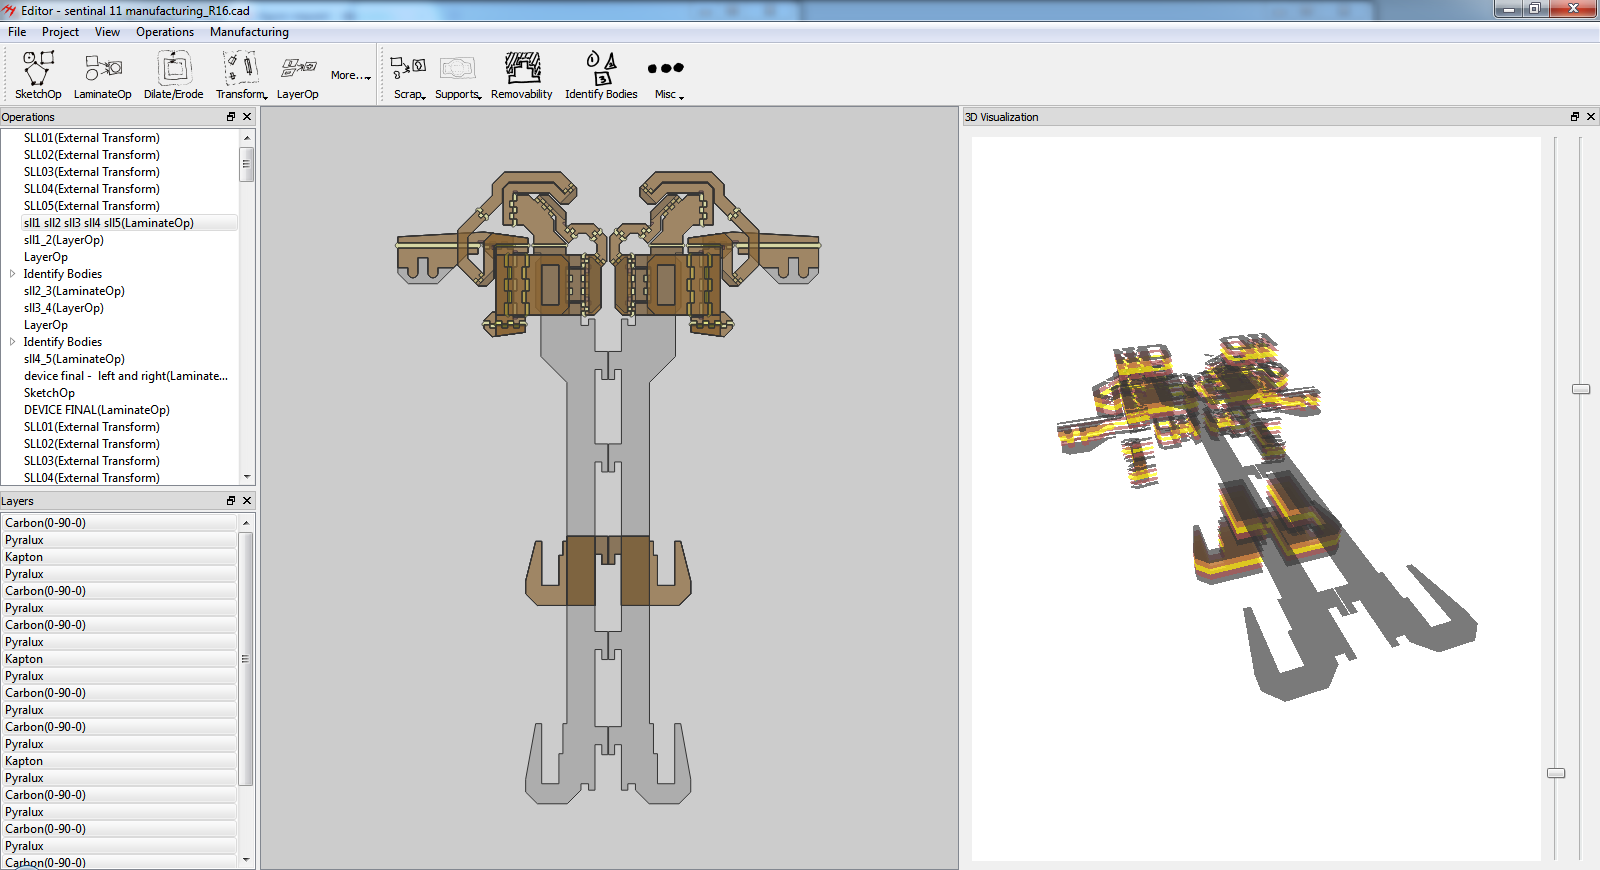 Editor - sentinal 11 manufacturing_R16.cad
File Project View Operations Manufacturing
SketchOp LaminateOp Dilate/Erode Transform LayerOp More... Scrap Supports Removability Identify Bodies Misc
Operations
SLL01(External Transform)
SLL02(External Transform)
SLL03(External Transform)
SLL04(External Transform)
SLL05(External Transform)
sll1 sll2 sll3 sll4 sll5(LaminateOp)
sll1_2(LayerOp)
LayerOp
Identify Bodies
sll2_3(LaminateOp)
sll3_4(LayerOp)
LayerOp
Identify Bodies
sll4_5(LaminateOp)
device final - left and right(Laminate...
SketchOp
DEVICE FINAL(LaminateOp)
SLL01(External Transform)
SLL02(External Transform)
SLL03(External Transform)
SLL04(External Transform)
Layers
Carbon(0-90-0)
Pyralux
Kapton
Pyralux
Carbon(0-90-0)
Pyralux
Carbon(0-90-0)
Pyralux
Kapton
Pyralux
Carbon(0-90-0)
Pyralux
Carbon(0-90-0)
Pyralux
Kapton
Pyralux
Carbon(0-90-0)
Pyralux
Carbon(0-90-0)
Pyralux
Carbon(0-90-0)
3D Visualization